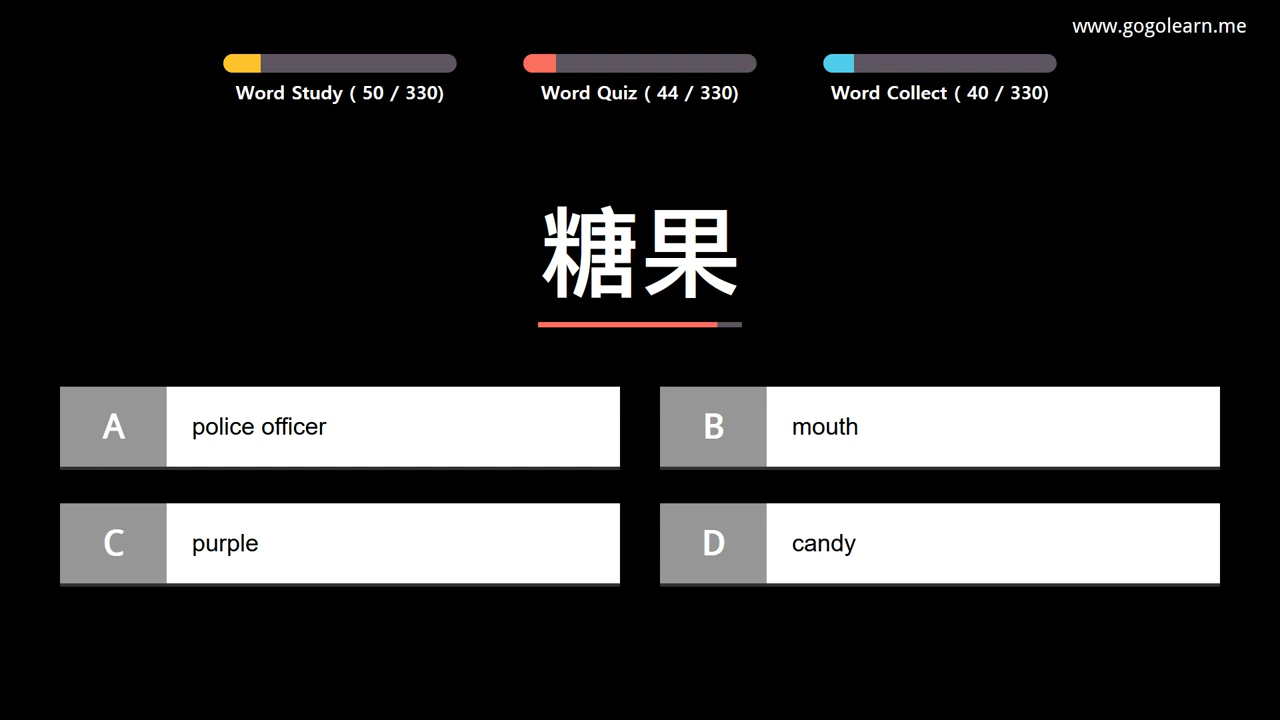 www.gogolearn.me
Word Study ( 50 / 330)
Word Quiz ( 44 / 330)
Word Collect ( 40 / 330)
糖果
A police officer
B mouth
C purple
D candy